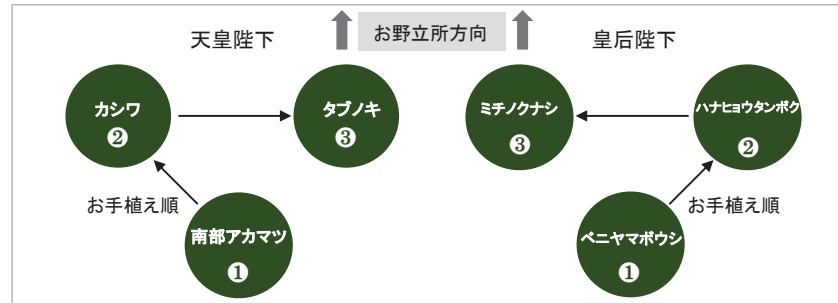 お野立所方向
天皇陛下
皇后陛下
カシワ
❷
タブノキ
❸
ミチノクナシ
❸
ハナヒョウタンボク
❷
お手植え順
お手植え順
南部アカマツ
❶
ベニヤマボウシ
❶